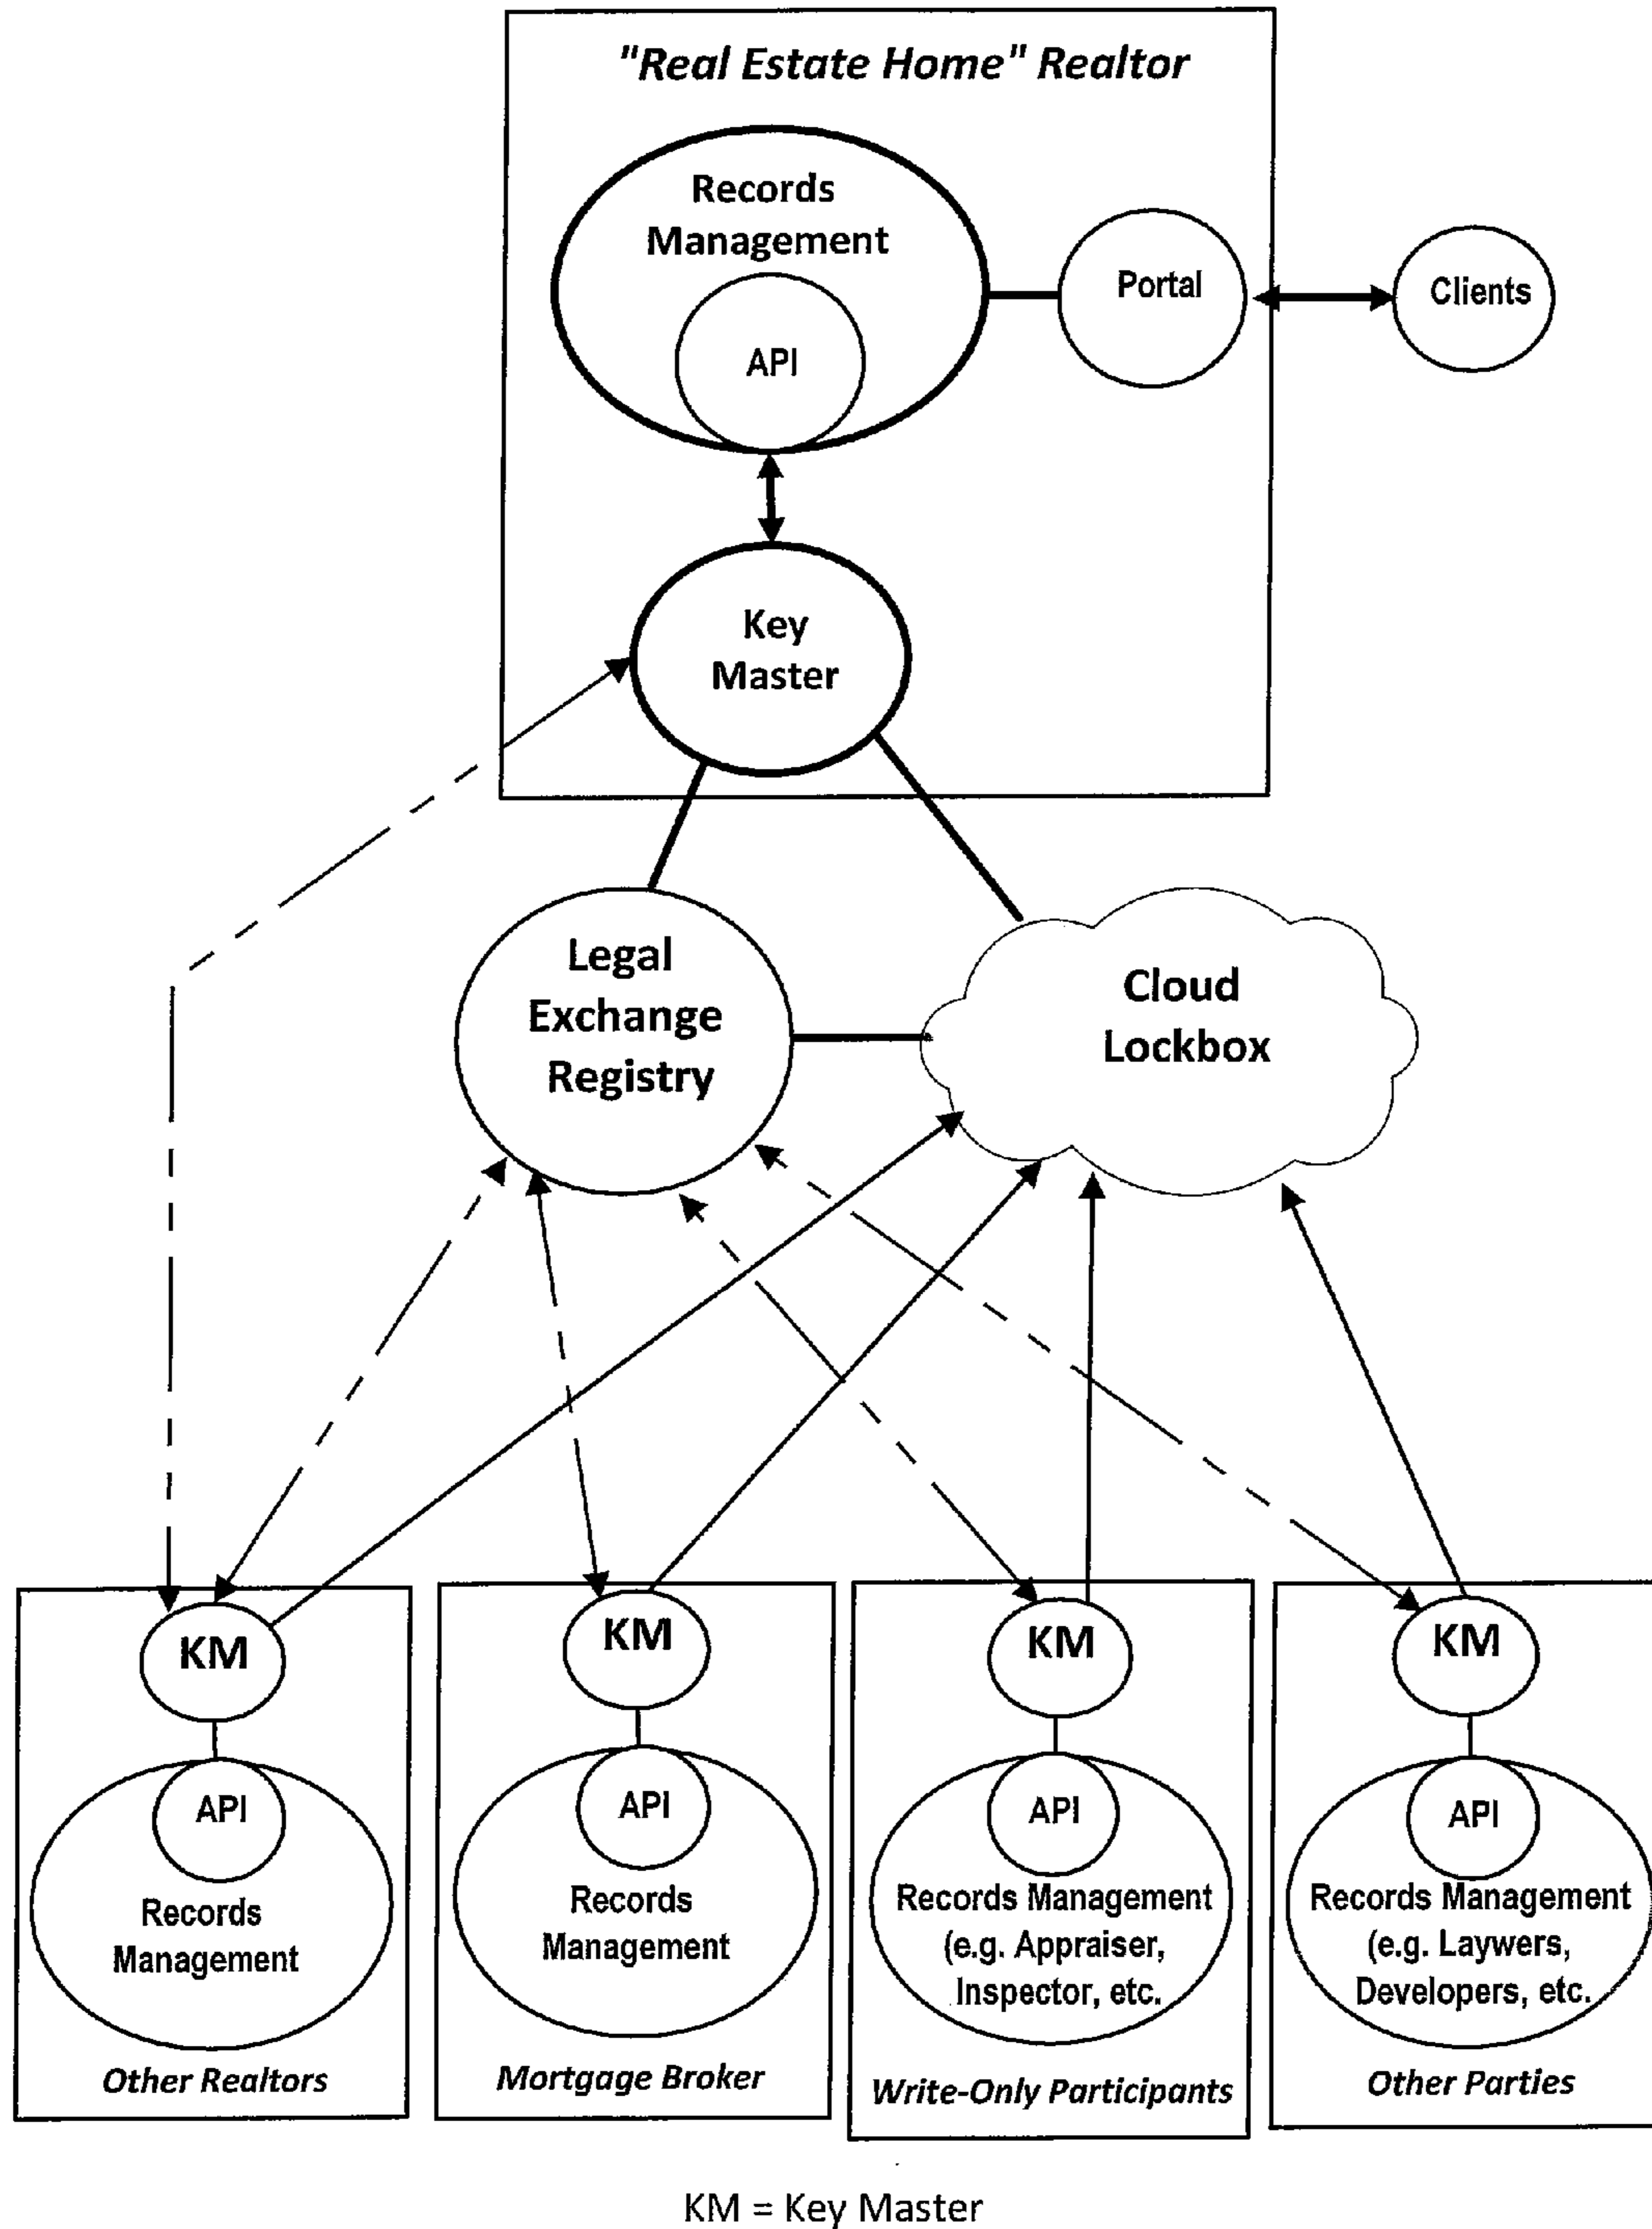 "Real Estate Home" Realtor
Records
Management
API
Portal
Clients
Key
Master
Legal
Exchange
Registry
Cloud
Lockbox
KM
API
Records
Management
Other Realtors
KM
API
Records
Management
Mortgage Broker
KM
API
Records Management
(e.g. Appraiser,
Inspector, etc.
Write-Only Participants
KM
API
Records Management
(e.g. Laywers,
Developers, etc.
Other Parties
KM = Key Master